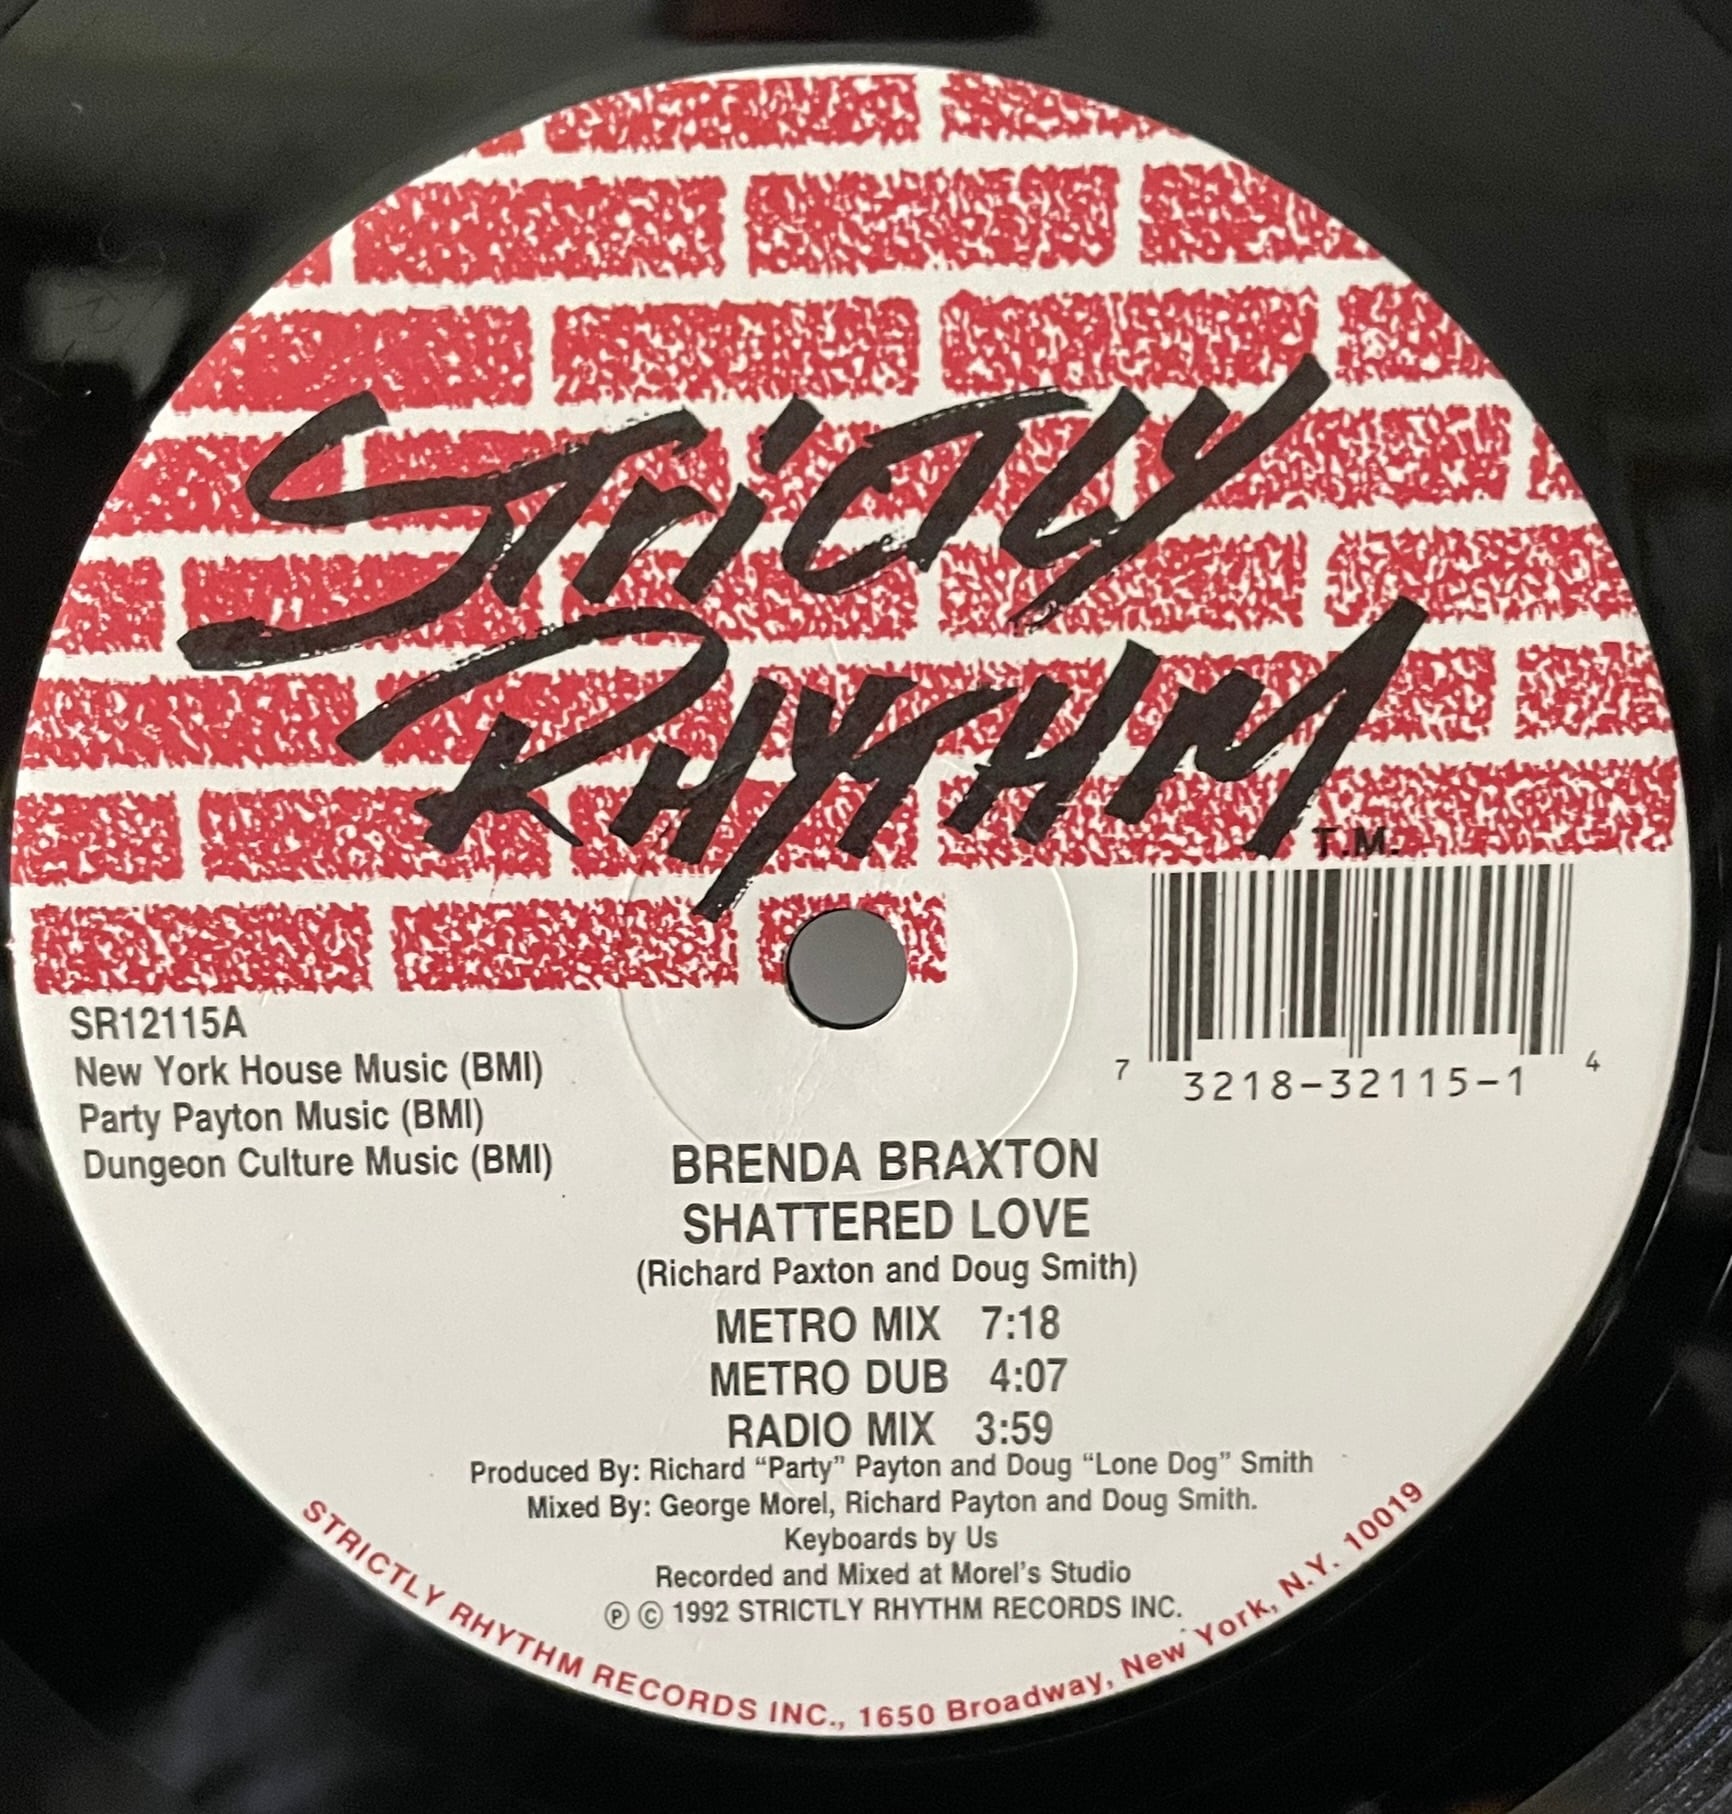 STricTLy
RHYTHM
T.M.
7 3218-32115-1 4
SR12115A
New York House Music (BMI)
Party Payton Music (BMI)
Dungeon Culture Music (BMI)
BRENDA BRAXTON
SHATTERED LOVE
(Richard Paxton and Doug Smith)
METRO MIX 7:18
METRO DUB 4:07
RADIO MIX 3:59
Produced By: Richard “Party” Payton and Doug “Lone Dog” Smith
Mixed By: George Morel, Richard Payton and Doug Smith.
Keyboards by Us
Recorded and Mixed at Morel’s Studio
Ⓟ © 1992 STRICTLY RHYTHM RECORDS INC.
STRICTLY RHYTHM RECORDS INC., 1650 Broadway, New York, N.Y. 10019